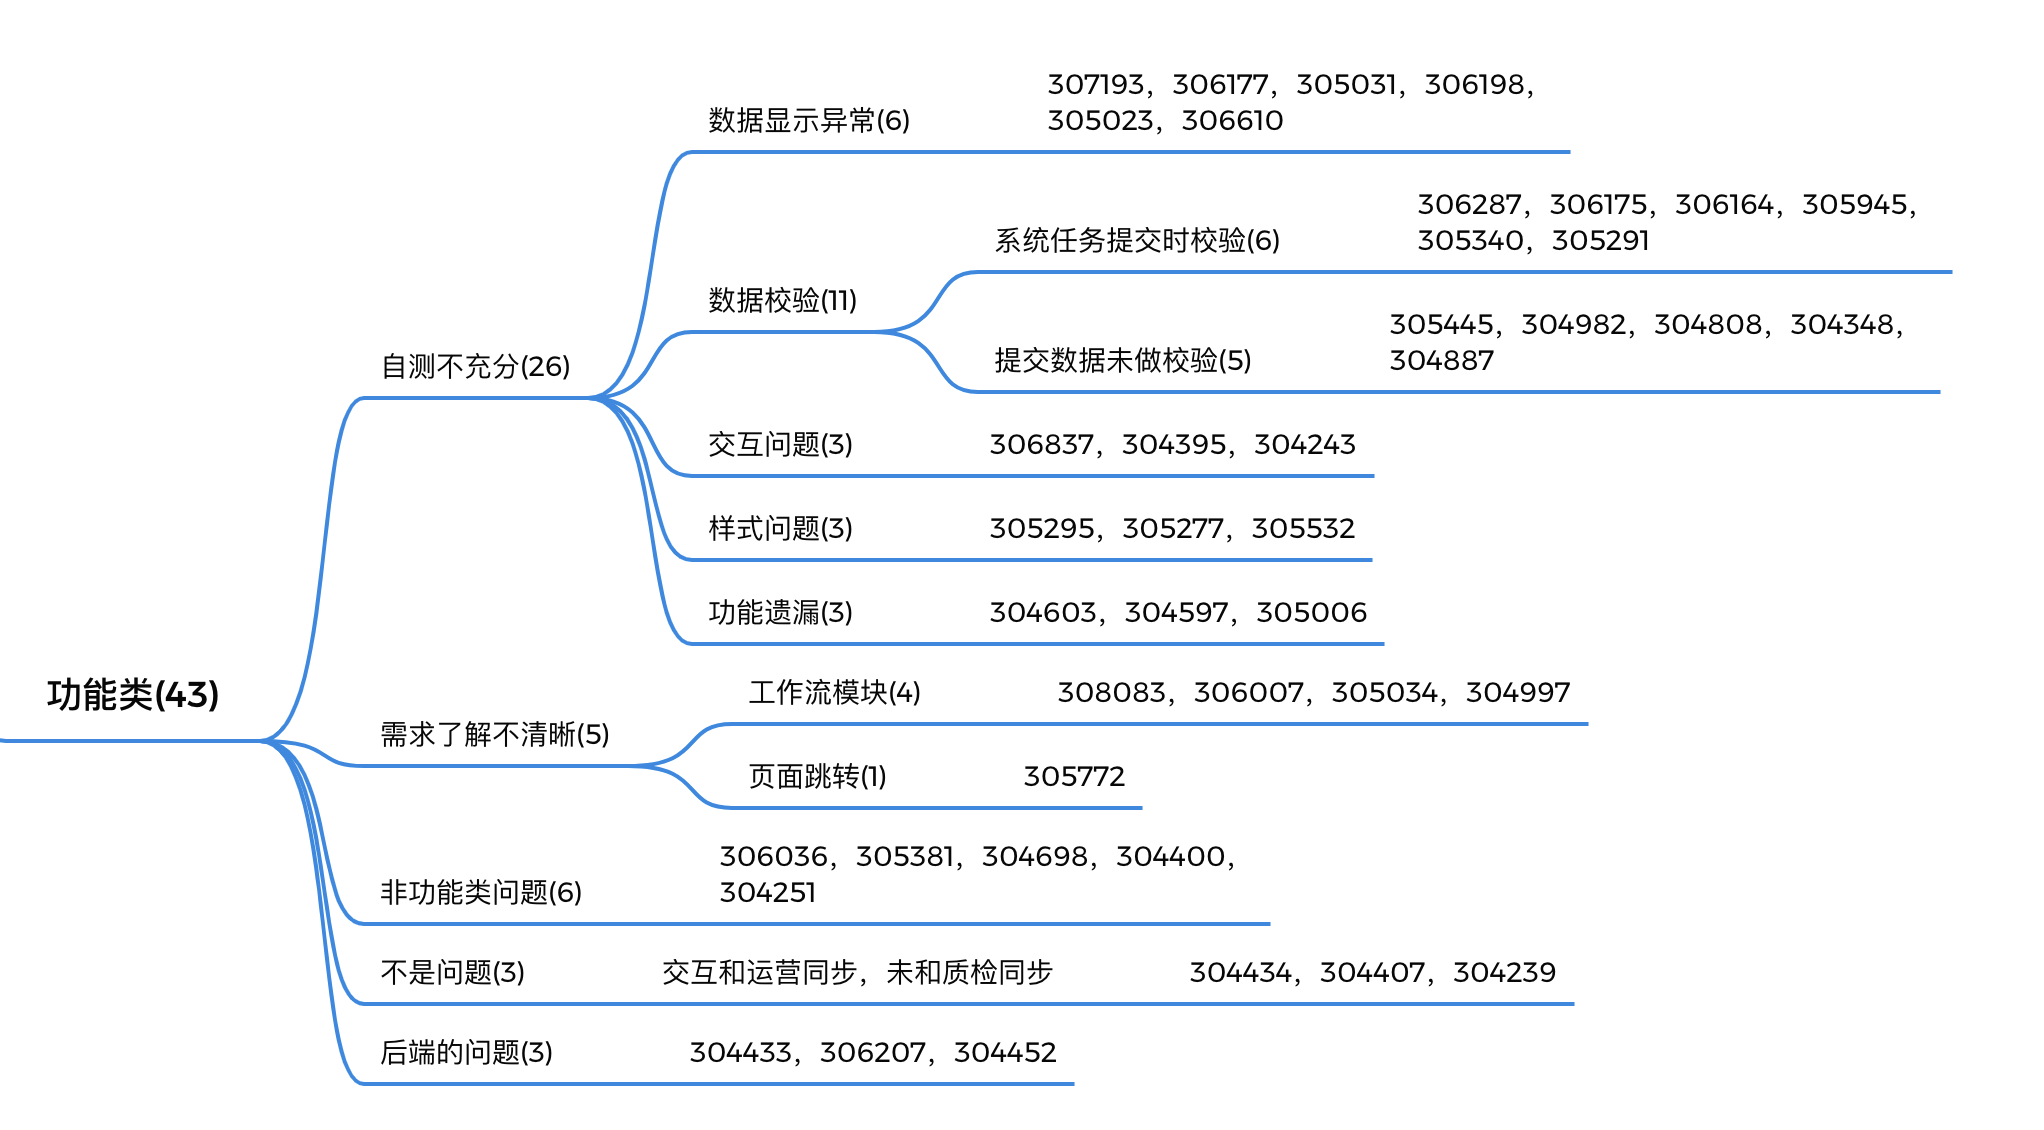 功能类(43)
自测不充分(26)
数据显示异常(6)
307193，306177，305031，306198，
305023，306610
数据校验(11)
系统任务提交时校验(6)
306287，306175，306164，305945，
305340，305291
提交数据未做校验(5)
305445，304982，304808，304348，
304887
交互问题(3)
306837，304395，304243
样式问题(3)
305295，305277，305532
功能遗漏(3)
304603，304597，305006
需求了解不清晰(5)
工作流模块(4)
308083，306007，305034，304997
页面跳转(1)
305772
非功能类问题(6)
306036，305381，304698，304400，
304251
不是问题(3)
交互和运营同步，未和质检同步
304434，304407，304239
后端的问题(3)
304433，306207，304452